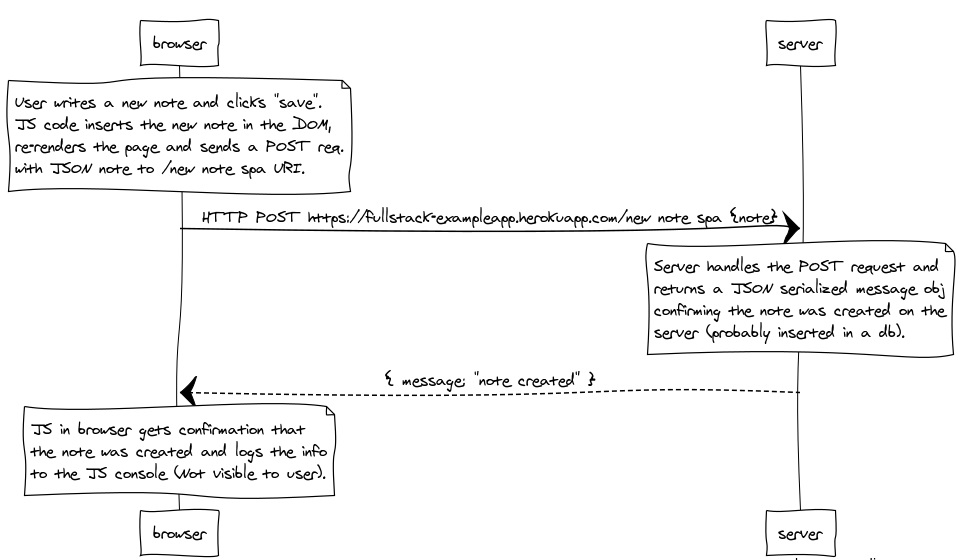 browser
server
User writes a new note and clicks "save".
JS code inserts the new note in the DOM,
re-renders the page and sends a POST req.
with JSON note to /new note spa URI.
HTTP POST https://fullstack-exampleapp.herokuapp.com/new note spa {note}
Server handles the POST request and
returns a JSON serialized message obj
confirming the note was created on the
server (probably inserted in a db).
{ message: "note created" }
JS in browser gets confirmation that
the note was created and logs the info
to the JS console (Not visible to user).
browser
server